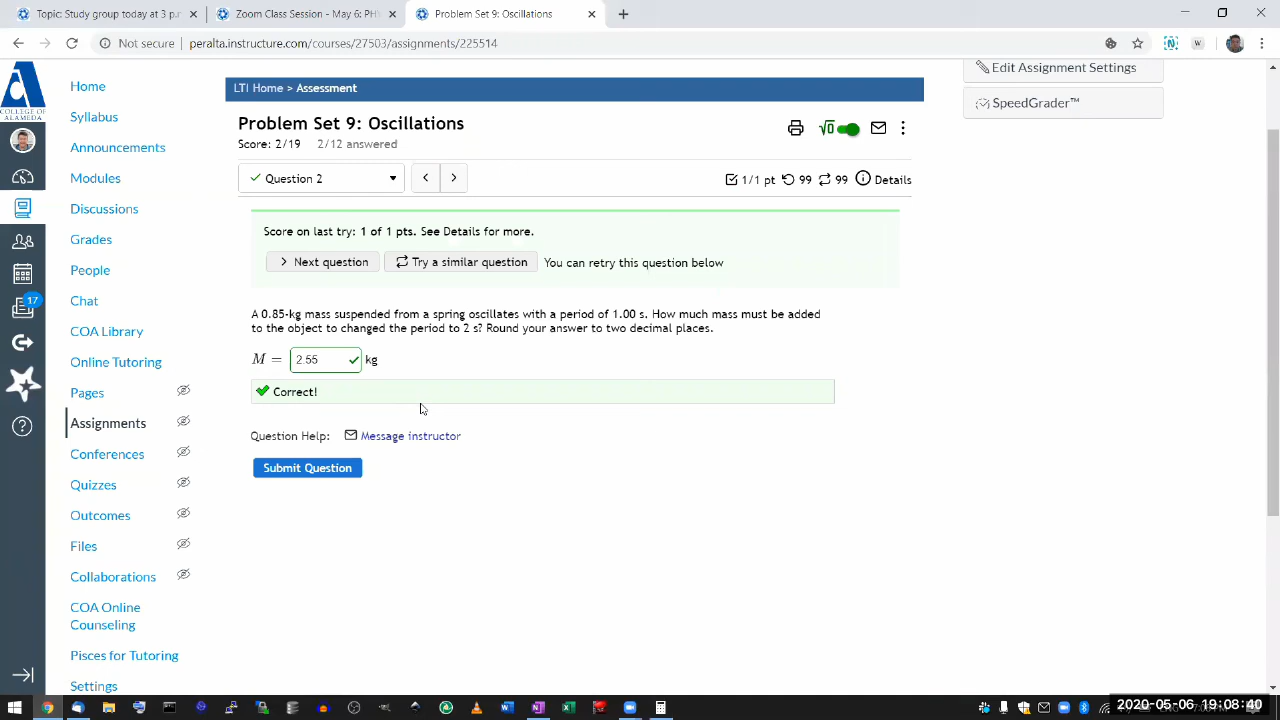 Topic: Study group today at 3 p.
Zoom Class Session - May 6: PH
Problem Set 9: Oscillations
Not secure
peralta.instructure.com/courses/27503/assignments/225514
COLLEGE OF
ALAMEDA
17
Home
Syllabus
Announcements
Modules
Discussions
Grades
People
Chat
COA Library
Online Tutoring
Pages
Assignments
Conferences
Quizzes
Outcomes
Files
Collaborations
COA Online
Counseling
Pisces for Tutoring
Settings
LTI Home > Assessment
Problem Set 9: Oscillations
Score: 2/19 2/12 answered
Question 2
1/1 pt 99 99 Details
Score on last try: 1 of 1 pts. See Details for more.
Next question
Try a similar question
You can retry this question below
A 0.85-kg mass suspended from a spring oscillates with a period of 1.00 s. How much mass must be added
to the object to changed the period to 2 s? Round your answer to two decimal places.
M = 2.55 kg
Correct!
Question Help: Message instructor
Submit Question
Edit Assignment Settings
SpeedGrader™
2020-05-06 19:08:40